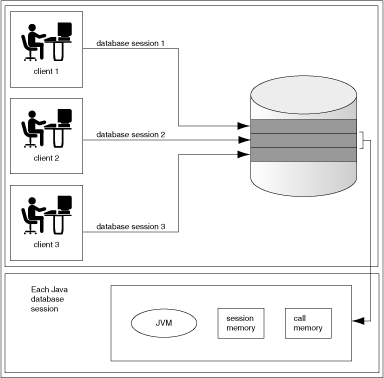 database session 1
client 1
database session 2
client 2
database session 3
client 3
Each Java
database
session
JVM
session
memory
call
memory